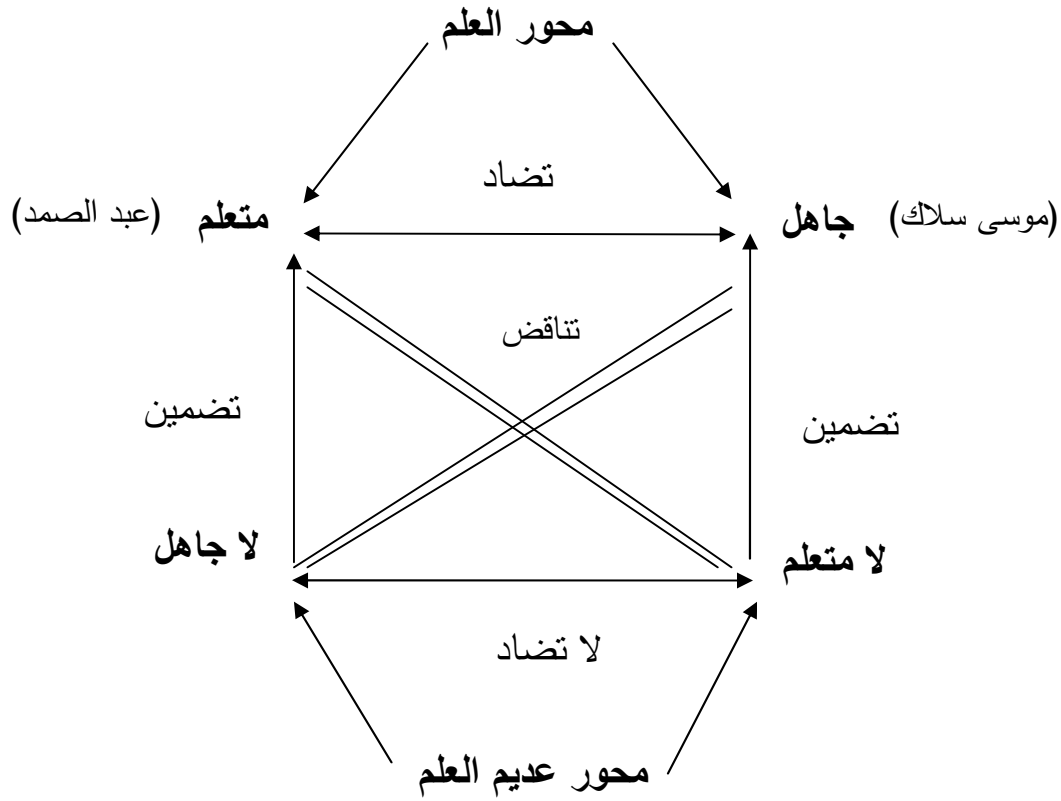 محور العلم
تضاد
(موسى سلاك) جاهل متعلم (عبد الصمد)
تناقض
تضمين تضمين
لا متعلم لا جاهل
لا تضاد
محور عديم العلم